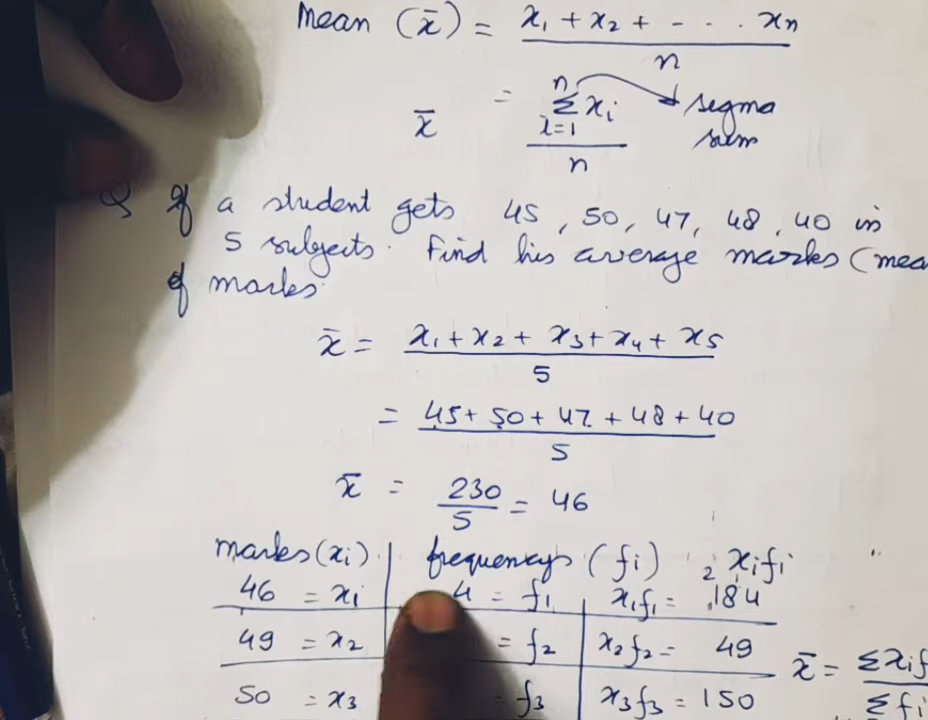 Mean (x̄) = x₁ + x₂ + - - . xn
n
x̄ = n Σ xi → sigma
i=1 sum
n
Q If a student gets 45, 50, 47, 48, 40 in
5 subjects. Find his average marks (mea
of marks.
x̄ = x₁ + x₂ + x₃ + x₄ + x5
5
= 45 + 50 + 47 + 48 + 40
5
x̄ = 230/5 = 46
marks (xi) frequency (fi) xifi
46 = xi 4 = f₁ x₁f₁ = 184
49 = x₂ = f₂ x₂f₂ = 49
50 = x₃ = f₃ x₃f₃ = 150
x̄ = Σxif
Σfi